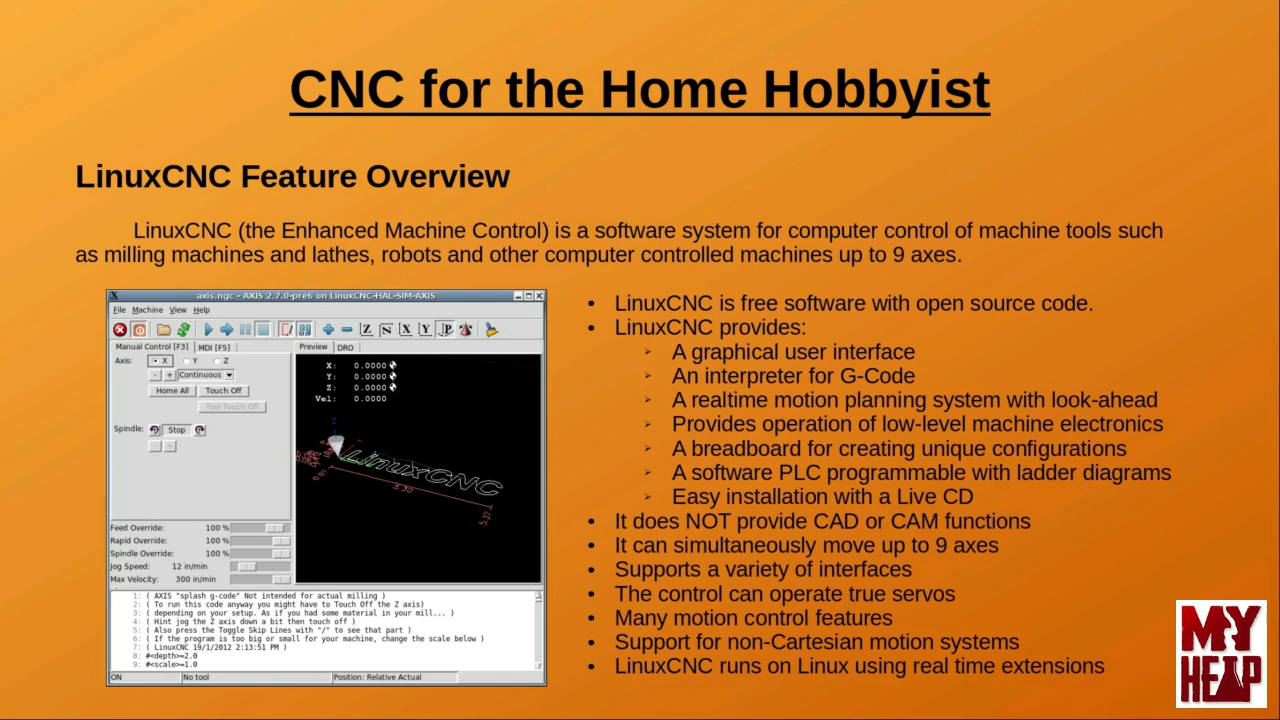 CNC for the Home Hobbyist
LinuxCNC Feature Overview
LinuxCNC (the Enhanced Machine Control) is a software system for computer control of machine tools such
as milling machines and lathes, robots and other computer controlled machines up to 9 axes.
axis.ngc - AXIS 2.7.0-pre6 on LinuxCNC-HAL-SIM-AXIS
File Machine View Help
Manual Control [F3] MDI [F5]
Axis: X Y Z
- + Continuous
Home All Touch Off
Tool Touch Off
Spindle: Stop
- +
Feed Override: 100 %
Rapid Override: 100 %
Spindle Override: 100 %
Jog Speed: 12 in/min
Max Velocity: 300 in/min
Preview DRO
X: 0.0000
Y: 0.0000
Z: 0.0000
Vel: 0.0000
Z
LinuxCNC
5.30
5.37
1: ( AXIS "splash g-code" Not intended for actual milling )
2: ( To run this code anyway you might have to Touch Off the Z axis)
3: ( depending on your setup. As if you had some material in your mill... )
4: ( Hint jog the Z axis down a bit then touch off )
5: ( Also press the Toggle Skip Lines with "/" to see that part )
6: ( If the program is too big or small for your machine, change the scale below )
7: ( LinuxCNC 19/1/2012 2:13:51 PM )
8: #<depth>=2.0
9: #<scale>=1.0
ON No tool Position: Relative Actual
• LinuxCNC is free software with open source code.
• LinuxCNC provides:
➢ A graphical user interface
➢ An interpreter for G-Code
➢ A realtime motion planning system with look-ahead
➢ Provides operation of low-level machine electronics
➢ A breadboard for creating unique configurations
➢ A software PLC programmable with ladder diagrams
➢ Easy installation with a Live CD
• It does NOT provide CAD or CAM functions
• It can simultaneously move up to 9 axes
• Supports a variety of interfaces
• The control can operate true servos
• Many motion control features
• Support for non-Cartesian motion systems
• LinuxCNC runs on Linux using real time extensions
MY
HEAP